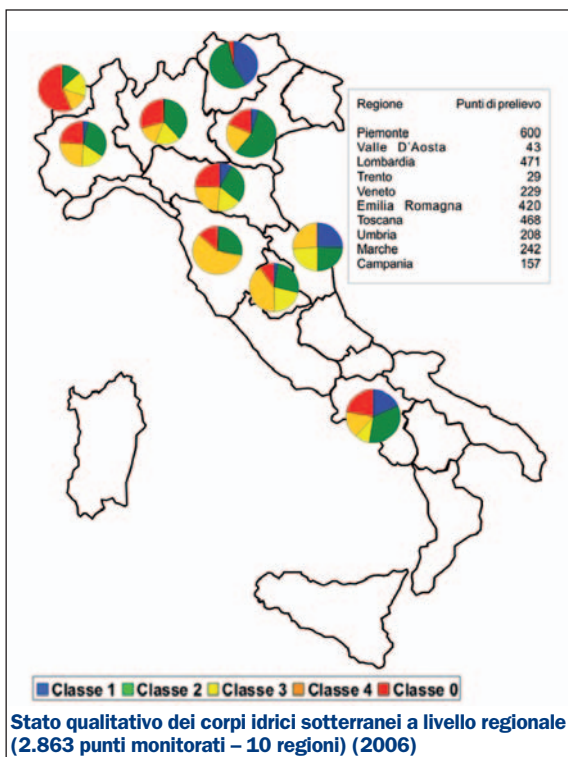 Regione Punti di prelievo
Piemonte 600
Valle D'Aosta 43
Lombardia 471
Trento 29
Veneto 229
Emilia Romagna 420
Toscana 468
Umbria 208
Marche 242
Campania 157
Classe 1 Classe 2 Classe 3 Classe 4 Classe 0
Stato qualitativo dei corpi idrici sotterranei a livello regionale
(2.863 punti monitorati – 10 regioni) (2006)